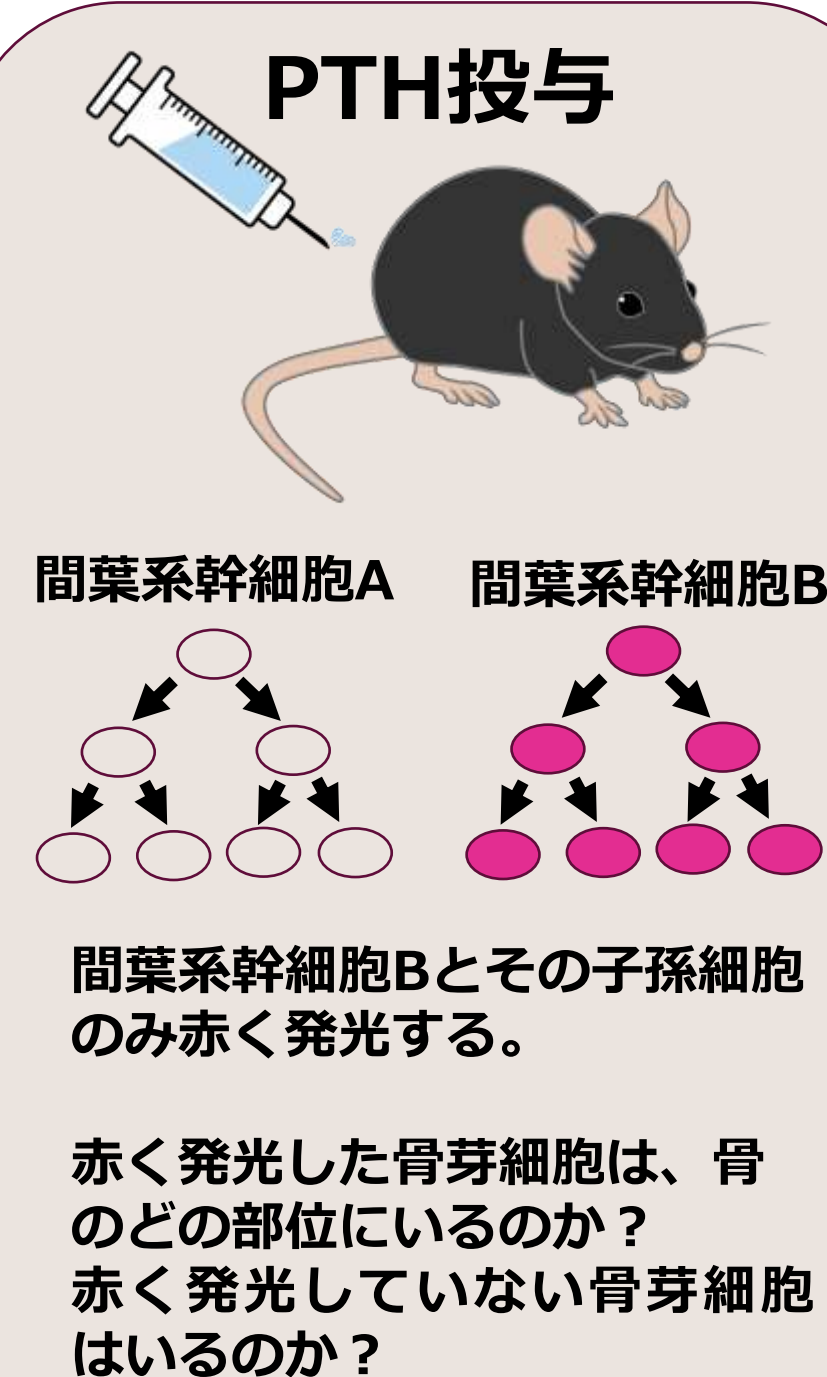 PTH投与
間葉系幹細胞A
間葉系幹細胞B
間葉系幹細胞Bとその子孫細胞
のみ赤く発光する。
赤く発光した骨芽細胞は、骨
のどの部位にいるのか？
赤く発光していない骨芽細胞
はいるのか？